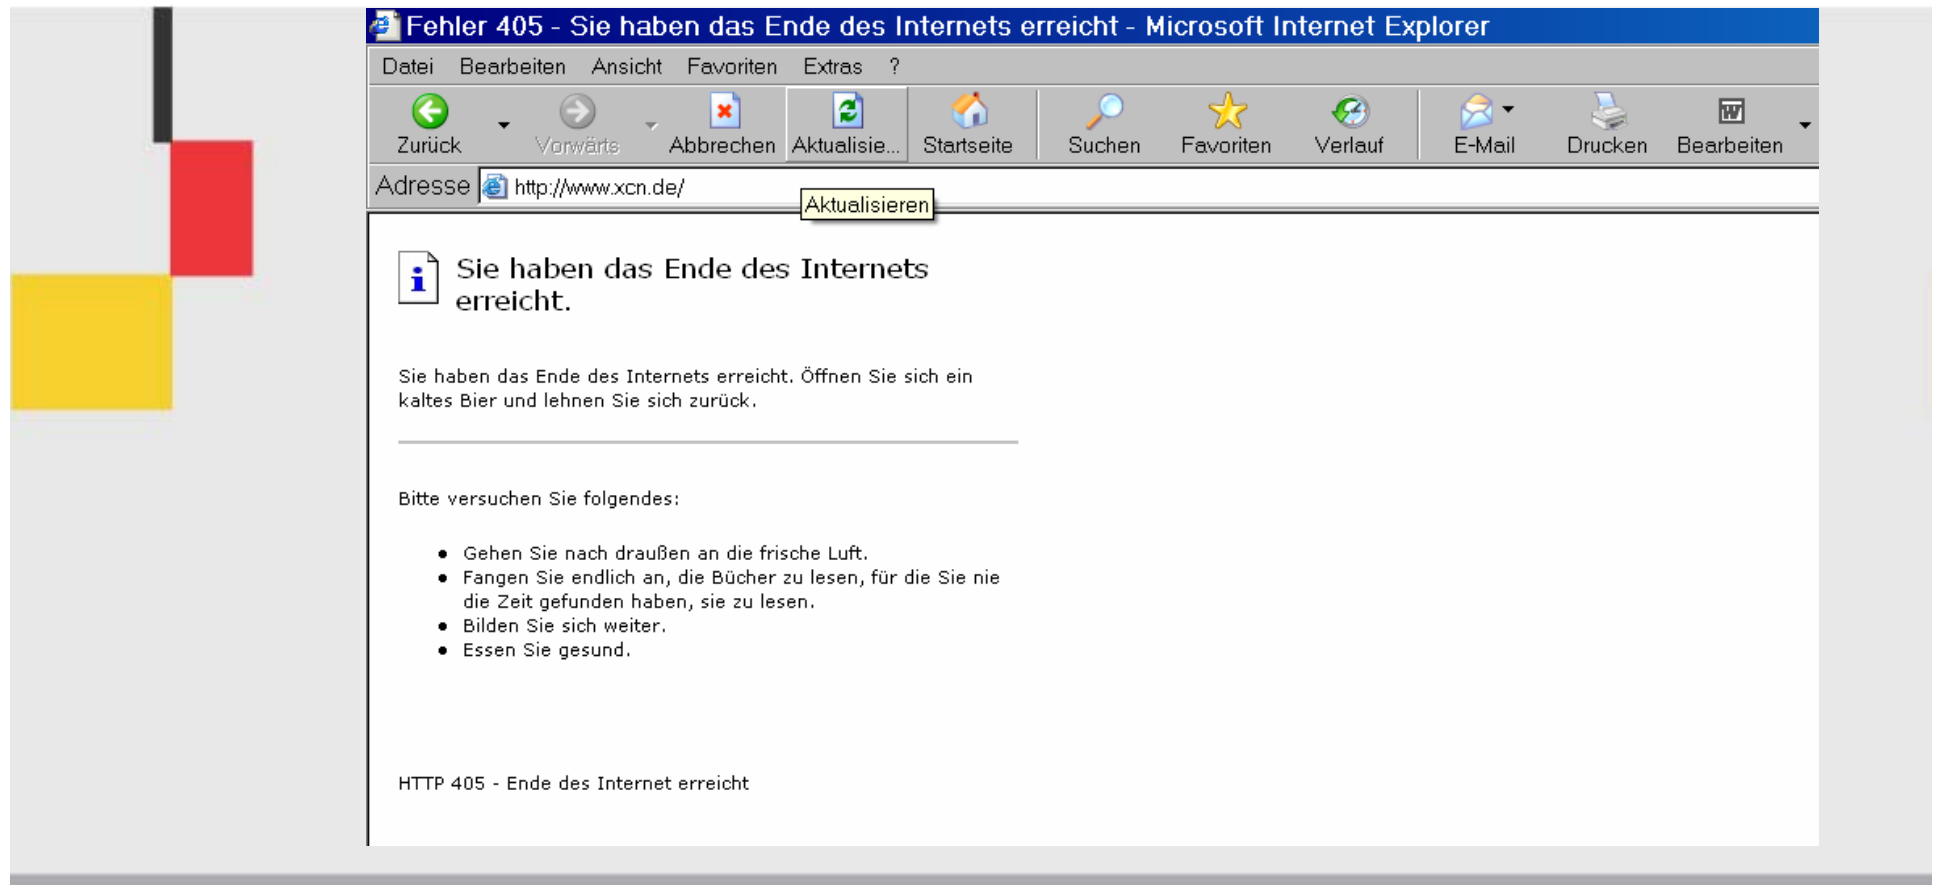 Fehler 405 - Sie haben das Ende des Internets erreicht - Microsoft Internet Explorer
Datei Bearbeiten Ansicht Favoriten Extras ?
Zurück Vorwärts Abbrechen Aktualisie... Startseite Suchen Favoriten Verlauf E-Mail Drucken Bearbeiten
Adresse http://www.xcn.de/
Aktualisieren
Sie haben das Ende des Internets
erreicht.
Sie haben das Ende des Internets erreicht. Öffnen Sie sich ein
kaltes Bier und lehnen Sie sich zurück.
Bitte versuchen Sie folgendes:
• Gehen Sie nach draußen an die frische Luft.
• Fangen Sie endlich an, die Bücher zu lesen, für die Sie nie
die Zeit gefunden haben, sie zu lesen.
• Bilden Sie sich weiter.
• Essen Sie gesund.
HTTP 405 - Ende des Internet erreicht